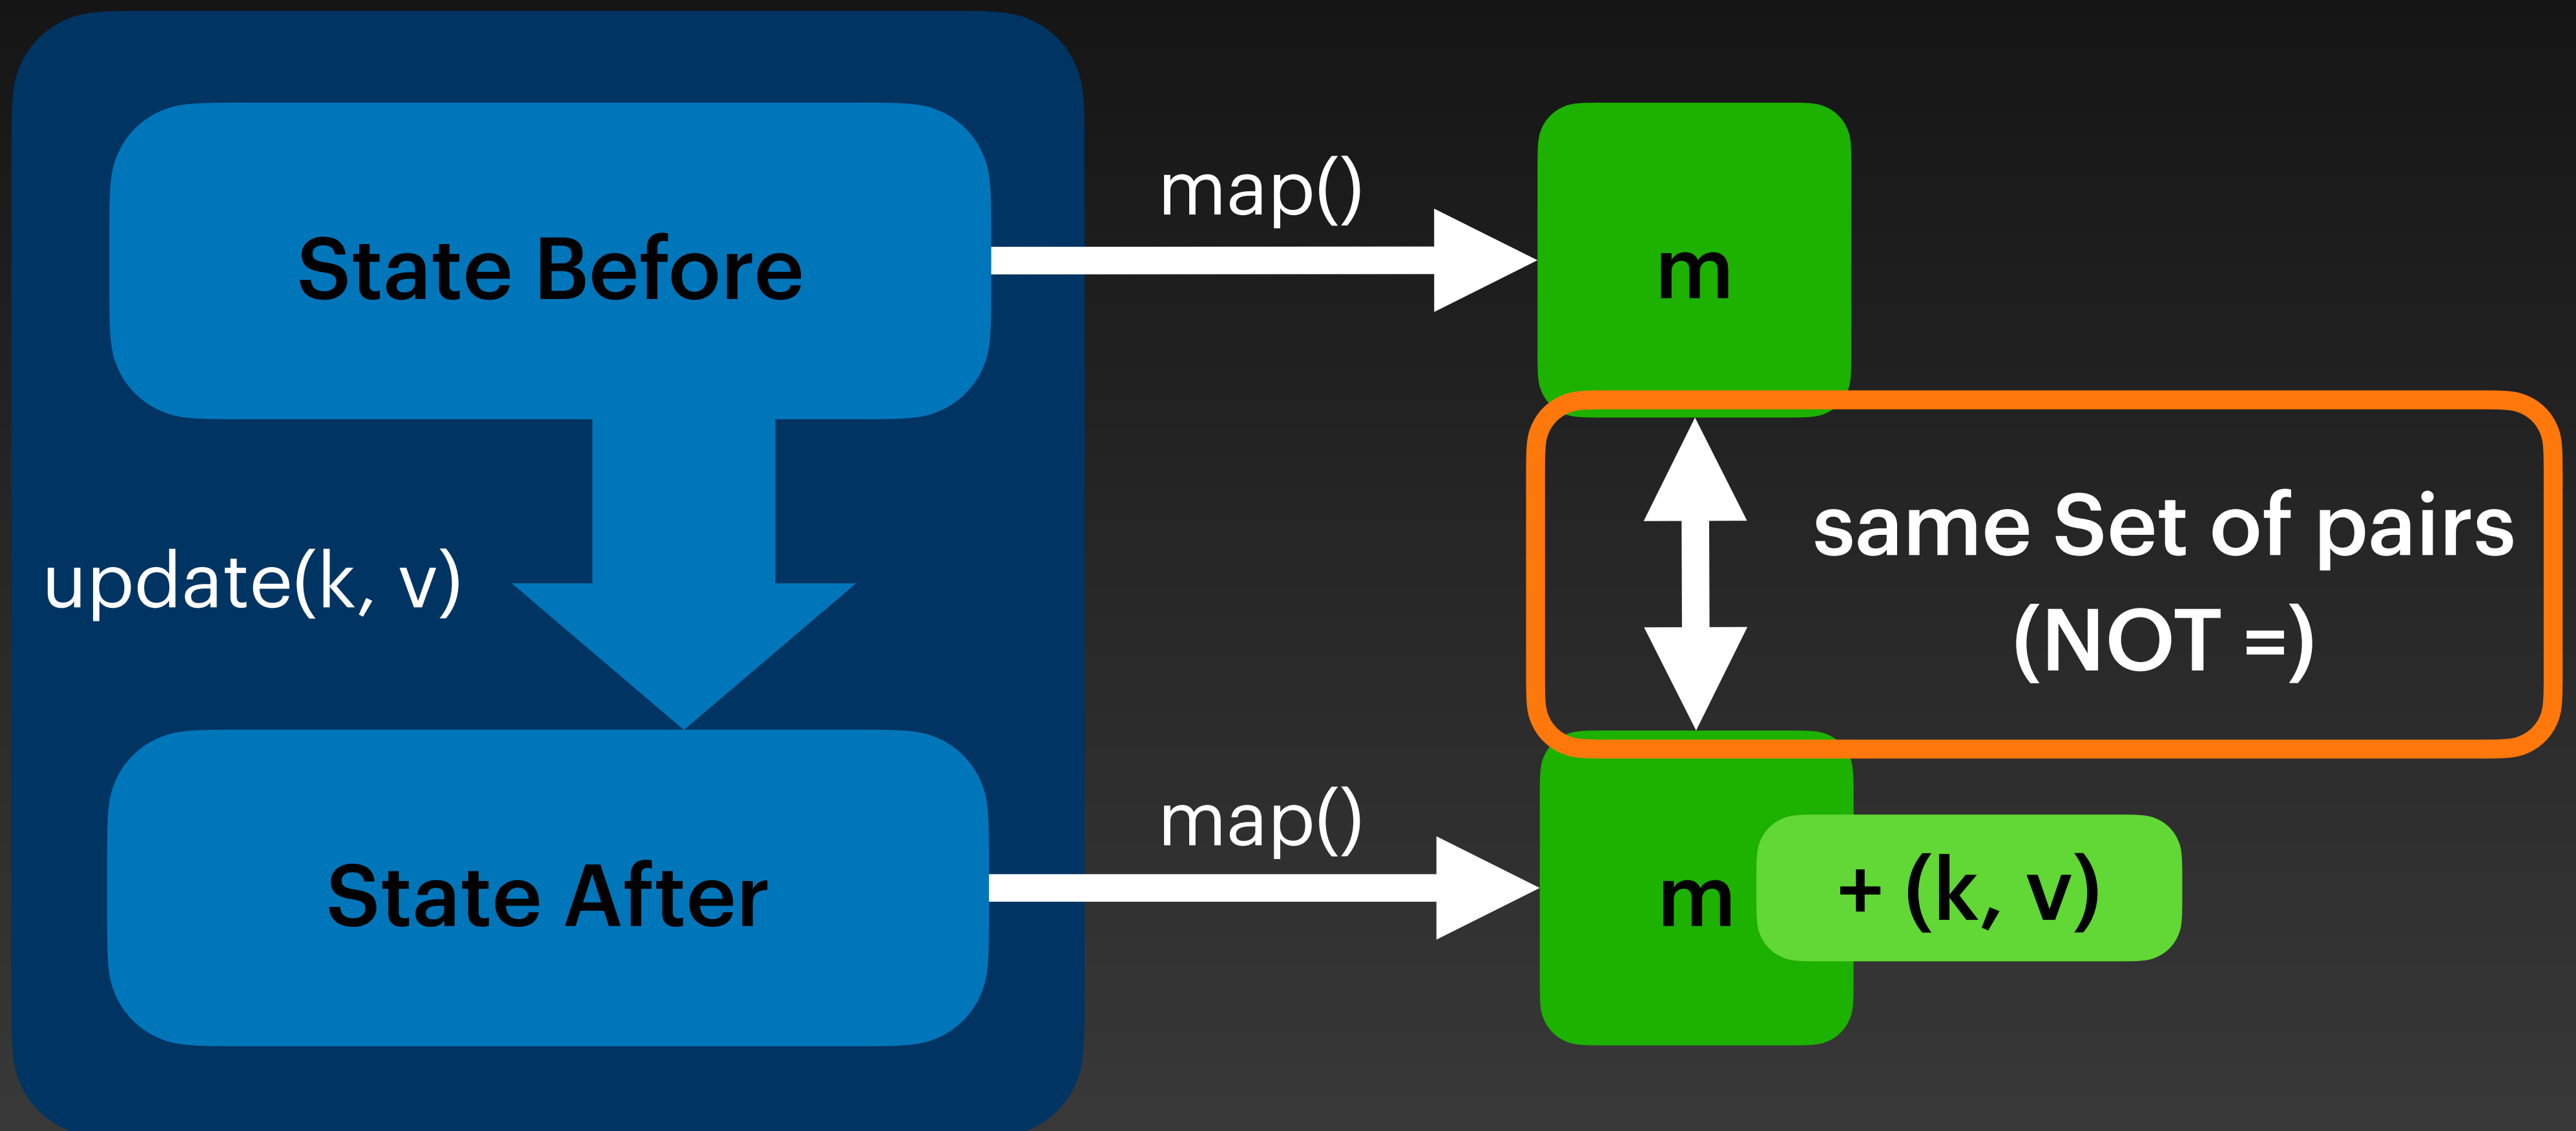 State Before
map()
m
update(k, v)
same Set of pairs
(NOT =)
State After
map()
m
+ (k, v)